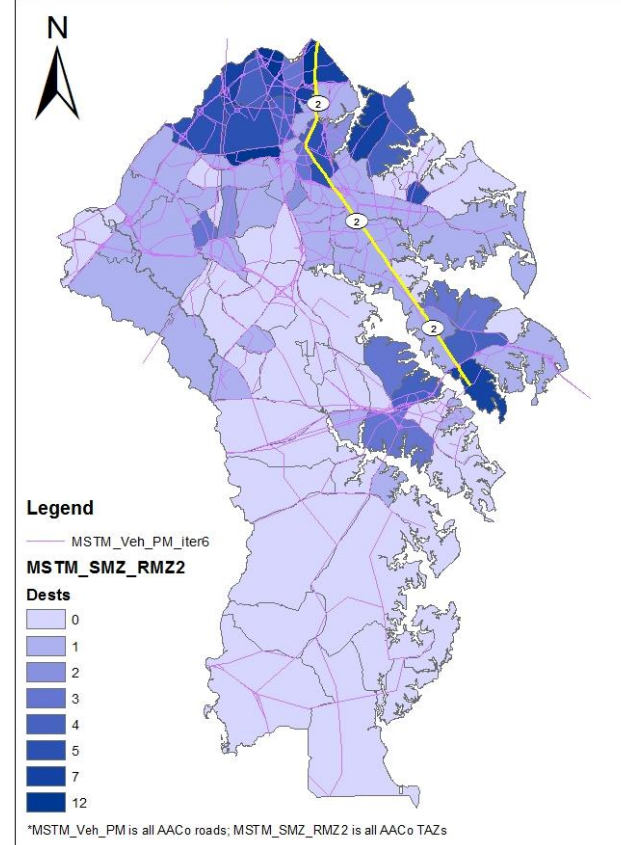 N
2
2
2
Legend
MSTM_Veh_PM_iter6
MSTM_SMZ_RMZ2
Dests
0
1
2
3
4
5
7
12
*MSTM_Veh_PM is all AACo roads; MSTM_SMZ_RMZ2 is all AACo TAZs